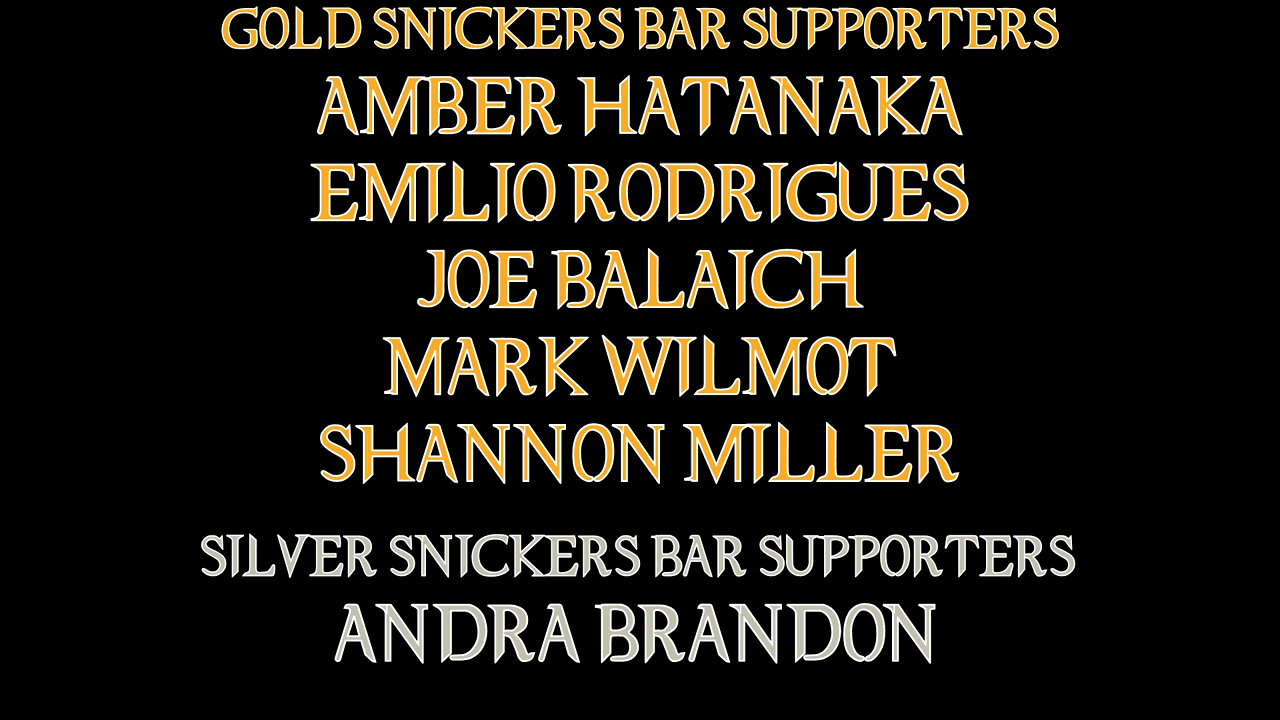 GOLD SNICKERS BAR SUPPORTERS
AMBER HATANAKA
EMILIO RODRIGUES
JOE BALAICH
MARK WILMOT
SHANNON MILLER
SILVER SNICKERS BAR SUPPORTERS
ANDRA BRANDON